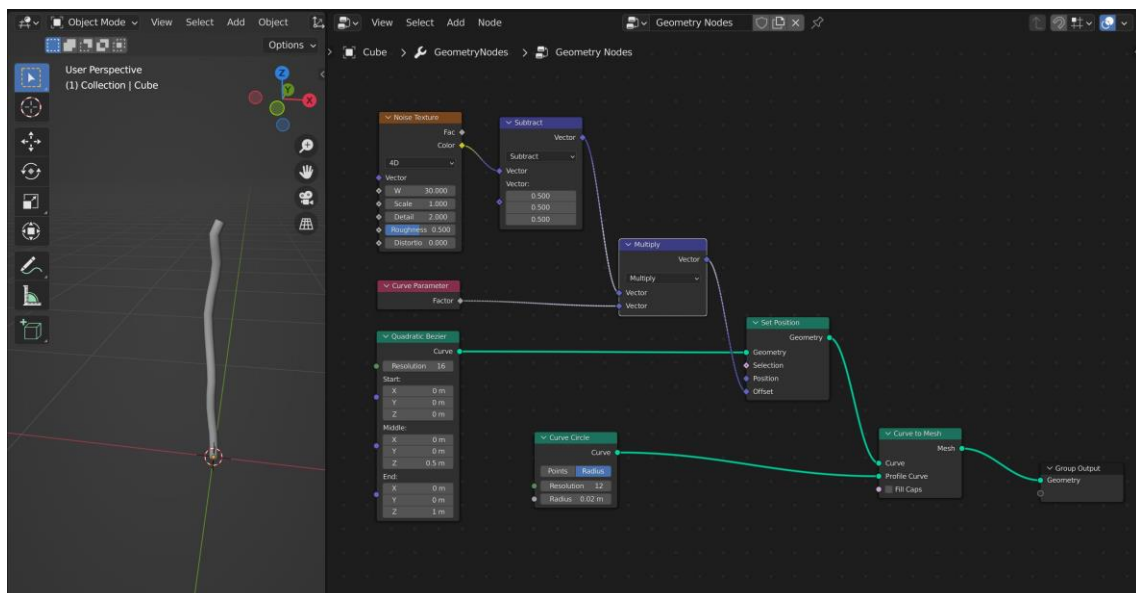 Object Mode View Select Add Object
Options
User Perspective
(1) Collection | Cube
Z
Y
X
View Select Add Node
Geometry Nodes
Cube > GeometryNodes > Geometry Nodes
Noise Texture
Fac
Color
4D
Vector
W 30.000
Scale 1.000
Detail 2.000
Roughness 0.500
Distortio 0.000
Subtract
Vector
Subtract
Vector
Vector:
0.500
0.500
0.500
Multiply
Vector
Multiply
Vector
Vector
Curve Parameter
Factor
Quadratic Bezier
Curve
Resolution 16
Start:
X 0 m
Y 0 m
Z 0 m
Middle:
X 0 m
Y 0 m
Z 0.5 m
End:
X 0 m
Y 0 m
Z 1 m
Set Position
Geometry
Geometry
Selection
Position
Offset
Curve Circle
Curve
Points Radius
Resolution 12
Radius 0.02 m
Curve to Mesh
Mesh
Curve
Profile Curve
Fill Caps
Group Output
Geometry